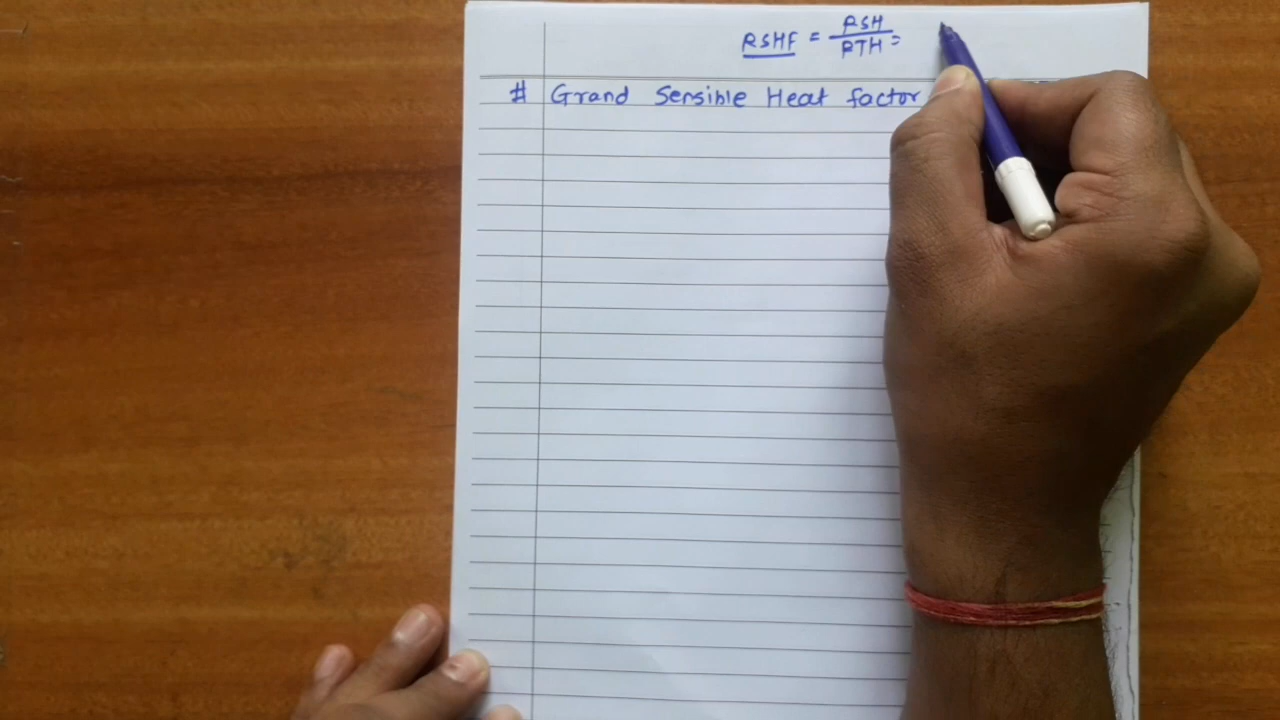 RSHF = RSH / RTH =
# Grand Sensible Heat factor